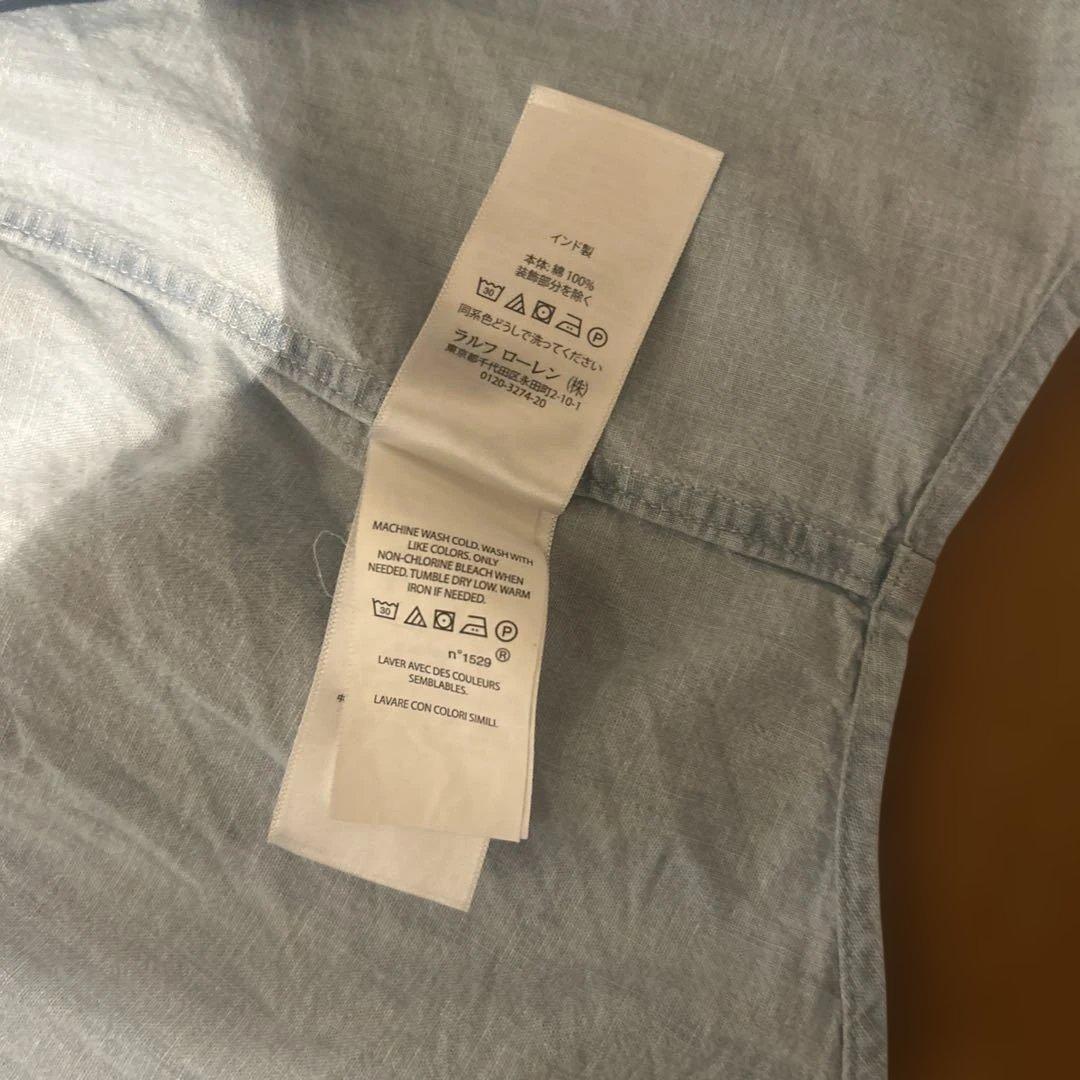 インド製
本体: 綿 100%
装飾部分を除く
30
P
同系色どうしで洗ってください
ラルフ ローレン (株)
東京都千代田区永田町2-10-1
0120-3274-20
MACHINE WASH COLD. WASH WITH
LIKE COLORS. ONLY
NON-CHLORINE BLEACH WHEN
NEEDED. TUMBLE DRY LOW. WARM
IRON IF NEEDED.
30
P
n°1529 ®
LAVER AVEC DES COULEURS
SEMBLABLES.
LAVARE CON COLORI SIMILI.